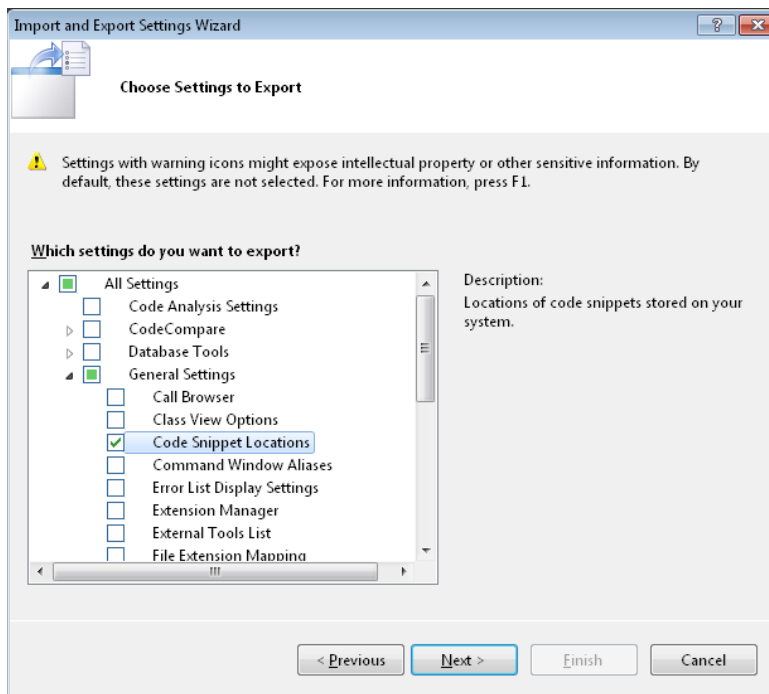 Import and Export Settings Wizard
Choose Settings to Export
Settings with warning icons might expose intellectual property or other sensitive information. By
default, these settings are not selected. For more information, press F1.
Which settings do you want to export?
All Settings
Code Analysis Settings
CodeCompare
Database Tools
General Settings
Call Browser
Class View Options
Code Snippet Locations
Command Window Aliases
Error List Display Settings
Extension Manager
External Tools List
File Extension Mapping
Description:
Locations of code snippets stored on your
system.
< Previous
Next >
Finish
Cancel